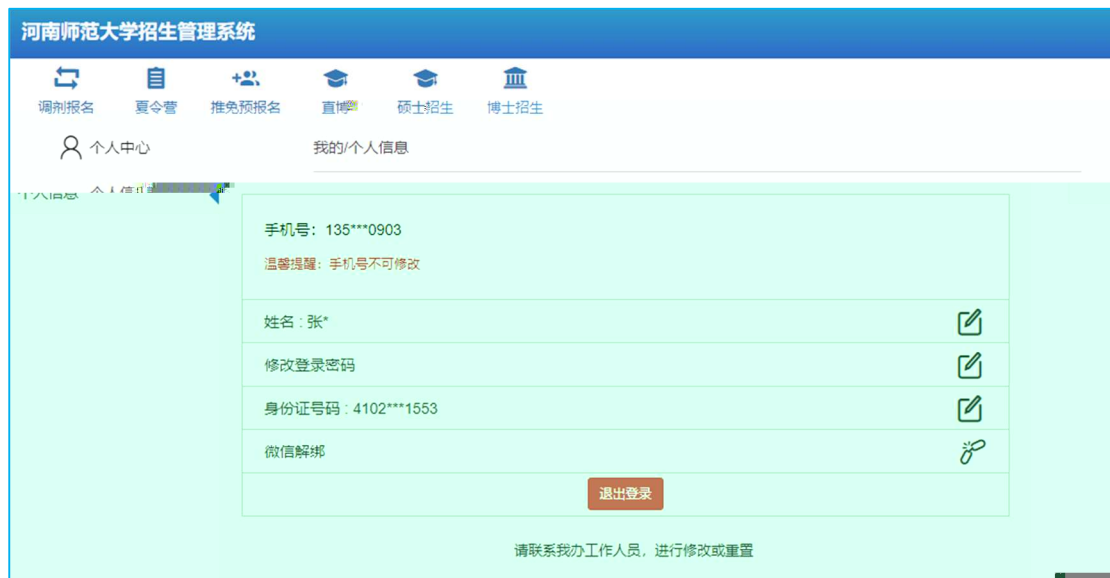 河南师范大学招生管理系统
调剂报名 夏令营 推免预报名 直博 硕士招生 博士招生
个人中心 我的/个人信息
手机号：135***0903
温馨提醒：手机号不可修改
姓名 : 张*
修改登录密码
身份证号码 : 4102***1553
微信解绑
退出登录
请联系我办工作人员，进行修改或重置